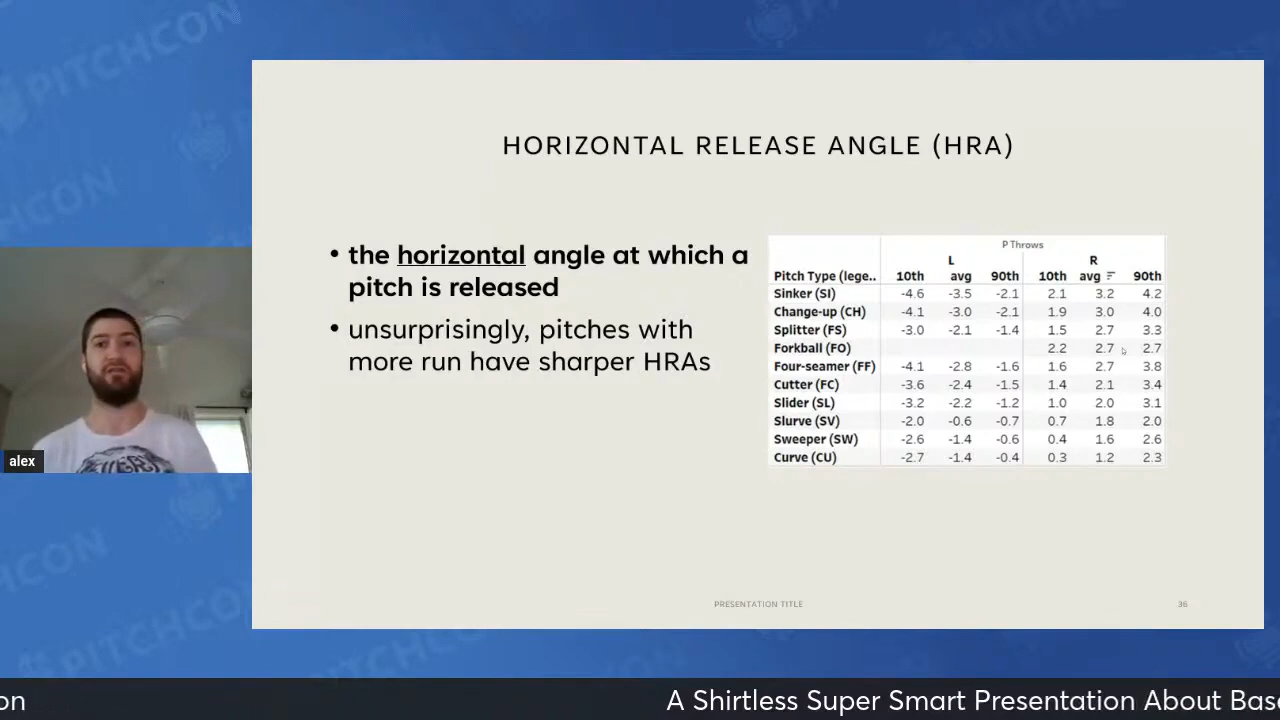 HORIZONTAL RELEASE ANGLE (HRA)
• the horizontal angle at which a
pitch is released
• unsurprisingly, pitches with
more run have sharper HRAs
P Throws
L R
Pitch Type (lege.. 10th avg 90th 10th avg 90th
Sinker (SI) -4.6 -3.5 -2.1 2.1 3.2 4.2
Change-up (CH) -4.1 -3.0 -2.1 1.9 3.0 4.0
Splitter (FS) -3.0 -2.1 -1.4 1.5 2.7 3.3
Forkball (FO) 2.2 2.7 2.7
Four-seamer (FF) -4.1 -2.8 -1.6 1.6 2.7 3.8
Cutter (FC) -3.6 -2.4 -1.5 1.4 2.1 3.4
Slider (SL) -3.2 -2.2 -1.2 1.0 2.0 3.1
Slurve (SV) -2.0 -0.6 -0.7 0.7 1.8 2.0
Sweeper (SW) -2.6 -1.4 -0.6 0.4 1.6 2.6
Curve (CU) -2.7 -1.4 -0.4 0.3 1.2 2.3
alex
PRESENTATION TITLE
36
on
A Shirtless Super Smart Presentation About Bas
PITCHCON
PITCHCON
PITCHCON
PITCHCON